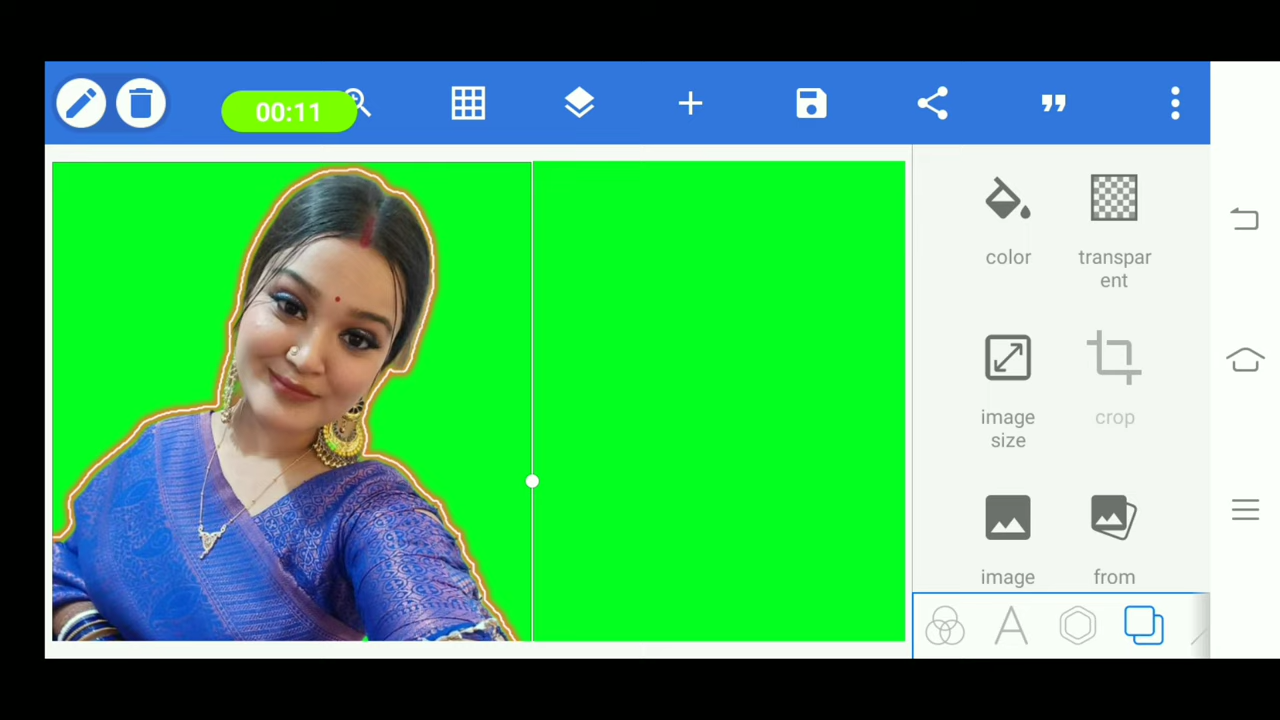 00:11
color
transpar
ent
image
size
crop
image
from